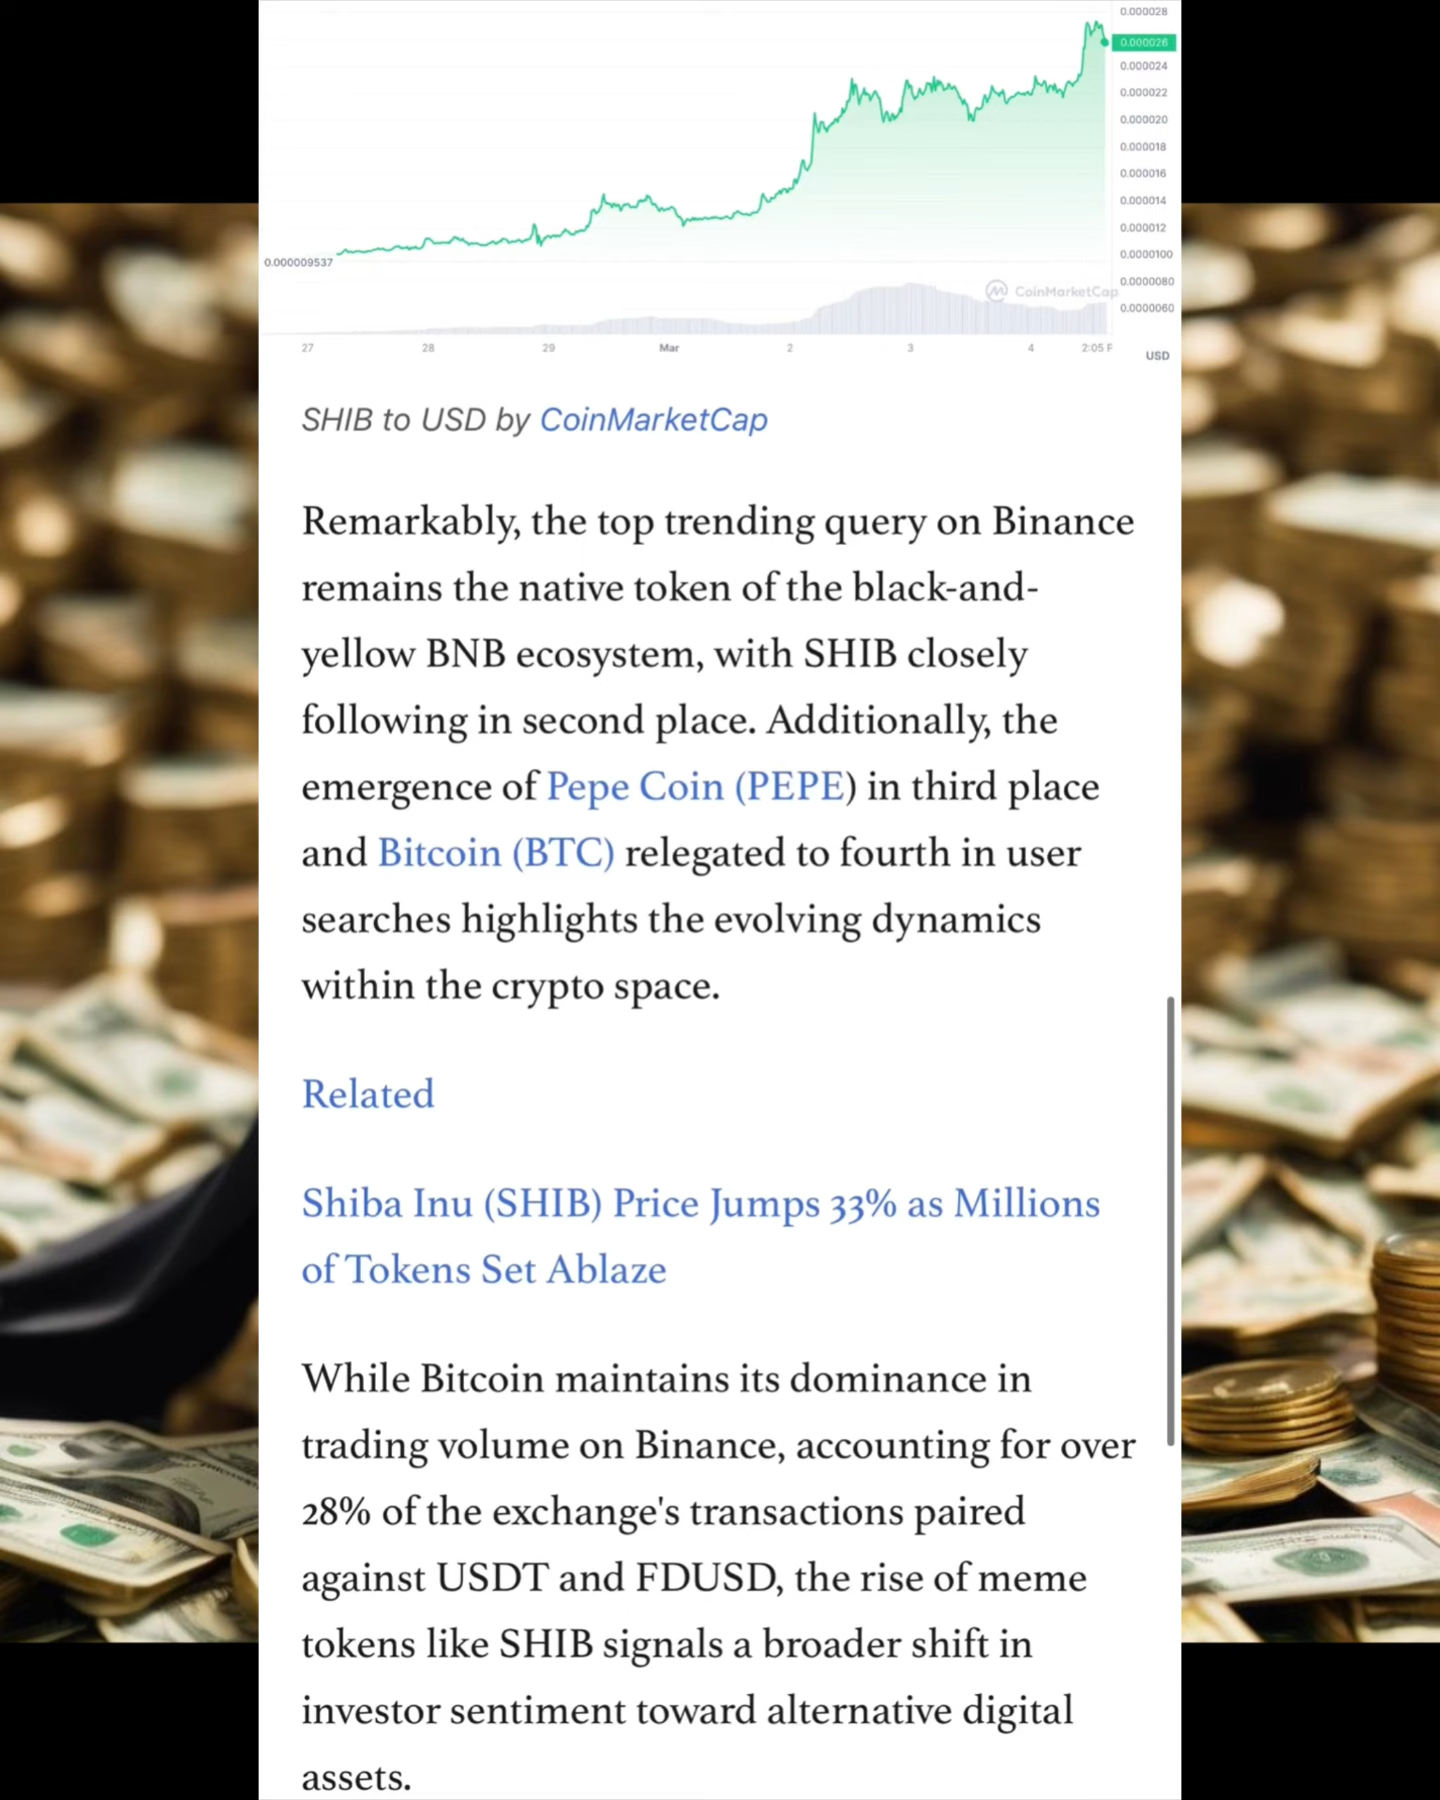 0.000028
0.000026
0.000024
0.000022
0.000020
0.000018
0.000016
0.000014
0.000012
0.0000100
0.000009537
0.0000080
CoinMarketCap
0.0000060
27 28 29 Mar 2 3 4 2:05 F
USD
SHIB to USD by CoinMarketCap
Remarkably, the top trending query on Binance
remains the native token of the black-and-
yellow BNB ecosystem, with SHIB closely
following in second place. Additionally, the
emergence of Pepe Coin (PEPE) in third place
and Bitcoin (BTC) relegated to fourth in user
searches highlights the evolving dynamics
within the crypto space.
Related
Shiba Inu (SHIB) Price Jumps 33% as Millions
of Tokens Set Ablaze
While Bitcoin maintains its dominance in
trading volume on Binance, accounting for over
28% of the exchange's transactions paired
against USDT and FDUSD, the rise of meme
tokens like SHIB signals a broader shift in
investor sentiment toward alternative digital
assets.